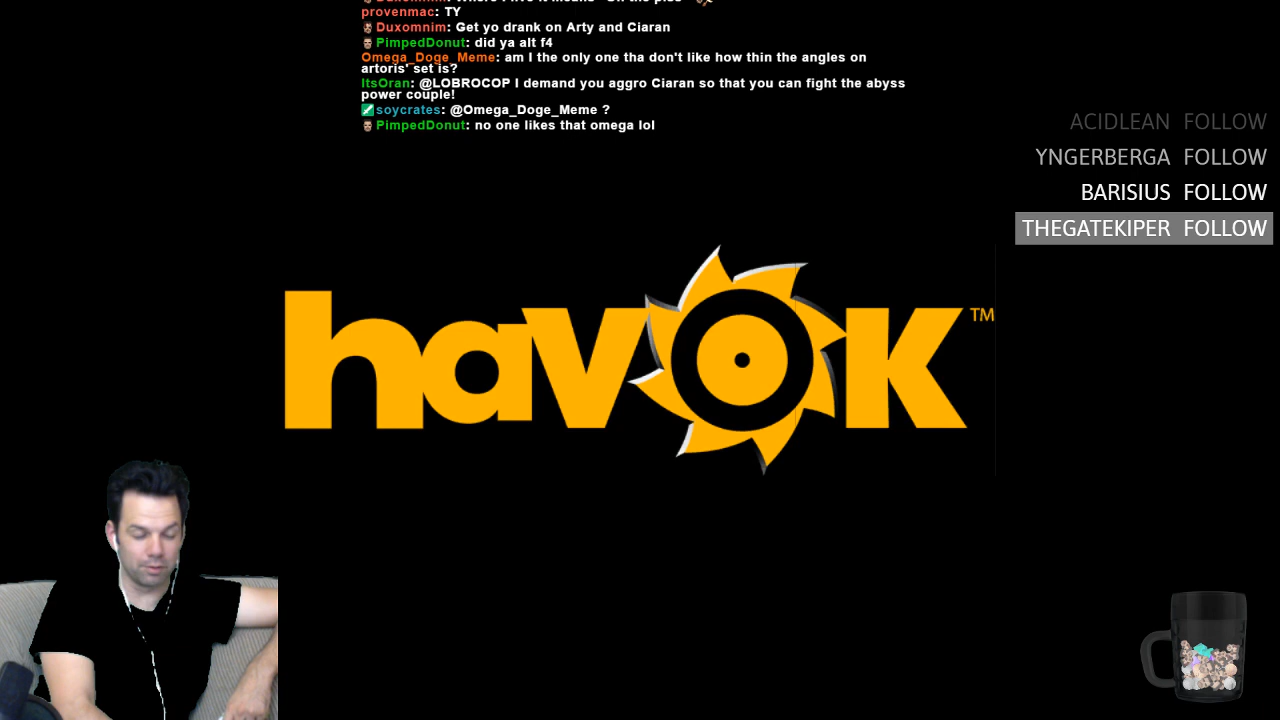 provenmac: TY
Duxomnim: Get yo drank on Arty and Ciaran
PimpedDonut: did ya alt f4
Omega_Doge_Meme: am I the only one tha don't like how thin the angles on
artoris' set is?
ItsOran: @LOBROCOP I demand you aggro Ciaran so that you can fight the abyss
power couple!
soycrates: @Omega_Doge_Meme ?
PimpedDonut: no one likes that omega lol
ACIDLEAN FOLLOW
YNGERBERGA FOLLOW
BARISIUS FOLLOW
THEGATEKIPER FOLLOW
havok™